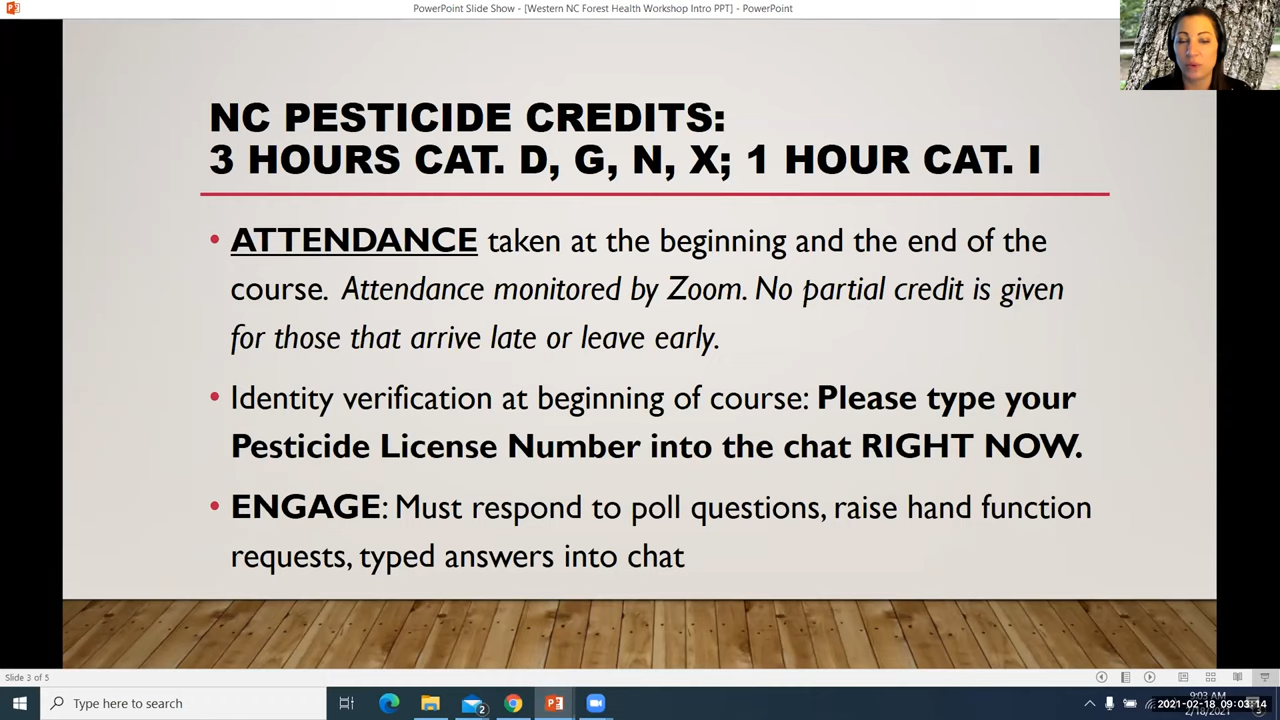 PowerPoint Slide Show - [Western NC Forest Health Workshop Intro PPT] - PowerPoint
NC PESTICIDE CREDITS:
3 HOURS CAT. D, G, N, X; 1 HOUR CAT. I
• ATTENDANCE taken at the beginning and the end of the
course. Attendance monitored by Zoom. No partial credit is given
for those that arrive late or leave early.
• Identity verification at beginning of course: Please type your
Pesticide License Number into the chat RIGHT NOW.
• ENGAGE: Must respond to poll questions, raise hand function
requests, typed answers into chat
Slide 3 of 5
Type here to search
2
9:03 AM
2021-02-18 09:03:14